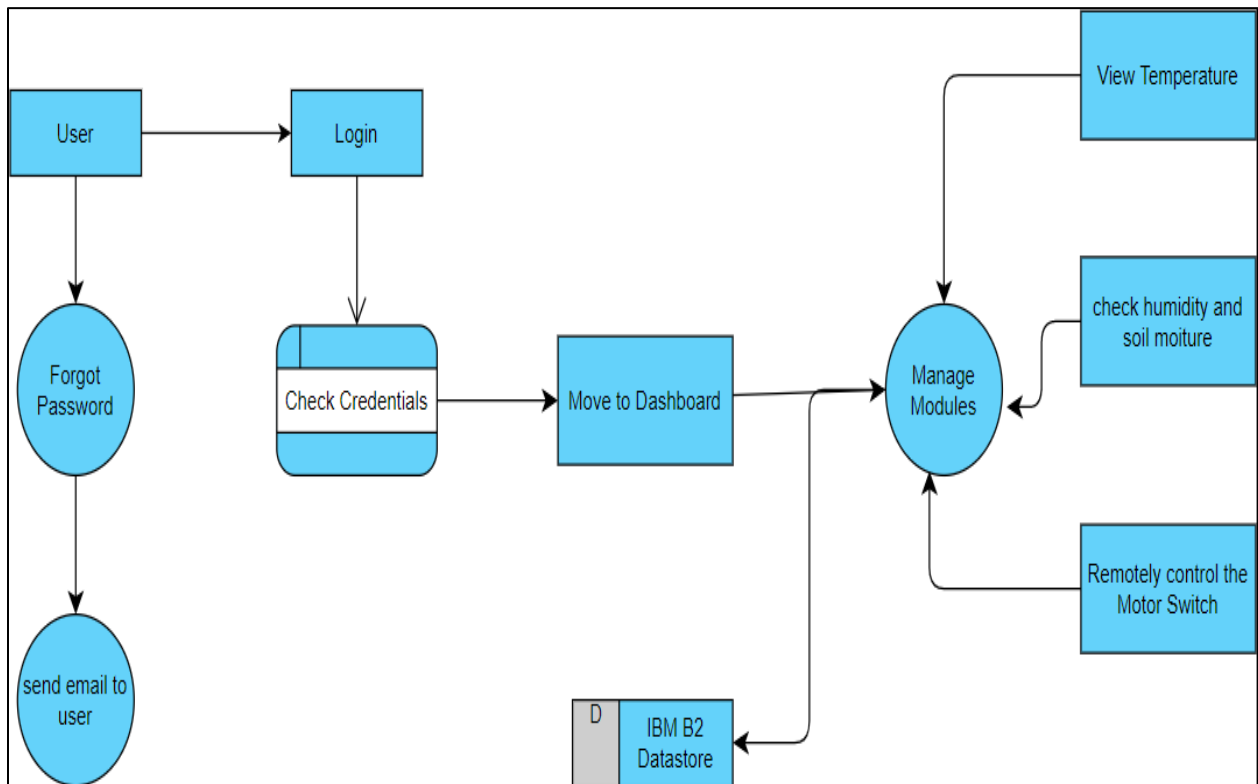 User
Login
View Temperature
Forgot
Password
Check Credentials
Move to Dashboard
Manage
Modules
check humidity and
soil moiture
Remotely control the
Motor Switch
send email to
user
D
IBM B2
Datastore